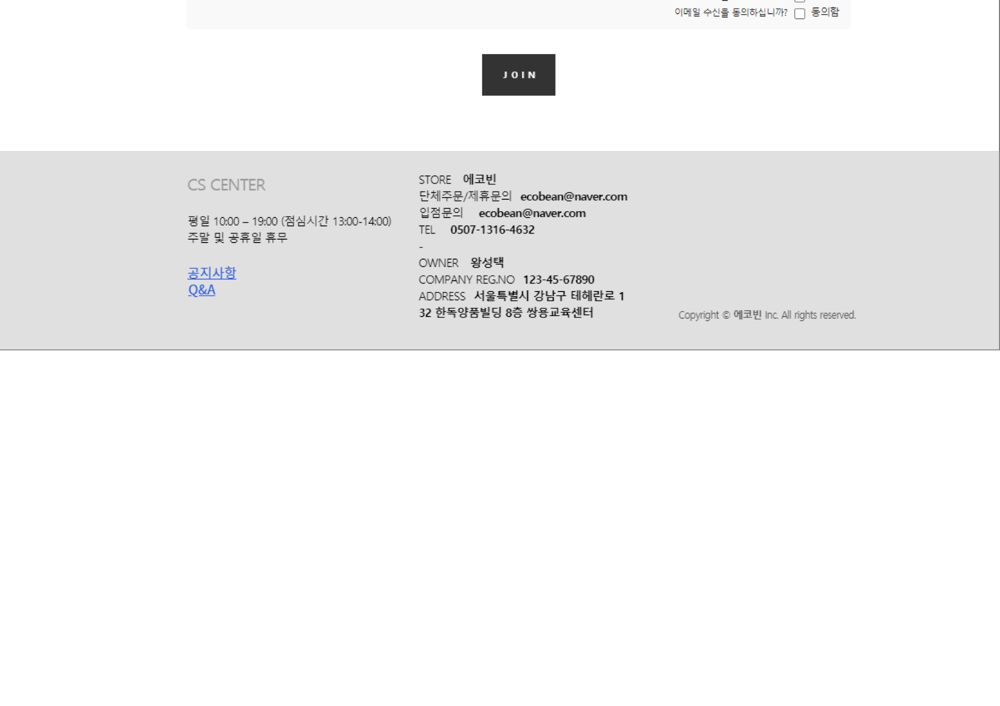 이메일 수신을 동의하십니까? 동의함
JOIN
CS CENTER
평일 10:00 – 19:00 (점심시간 13:00-14:00)
주말 및 공휴일 휴무
공지사항
Q&A
STORE 에코빈
단체주문/제휴문의 ecobean@naver.com
입점문의 ecobean@naver.com
TEL 0507-1316-4632
-
OWNER 왕성택
COMPANY REG.NO 123-45-67890
ADDRESS 서울특별시 강남구 테헤란로 1
32 한독양품빌딩 8층 쌍용교육센터
Copyright © 에코빈 Inc. All rights reserved.